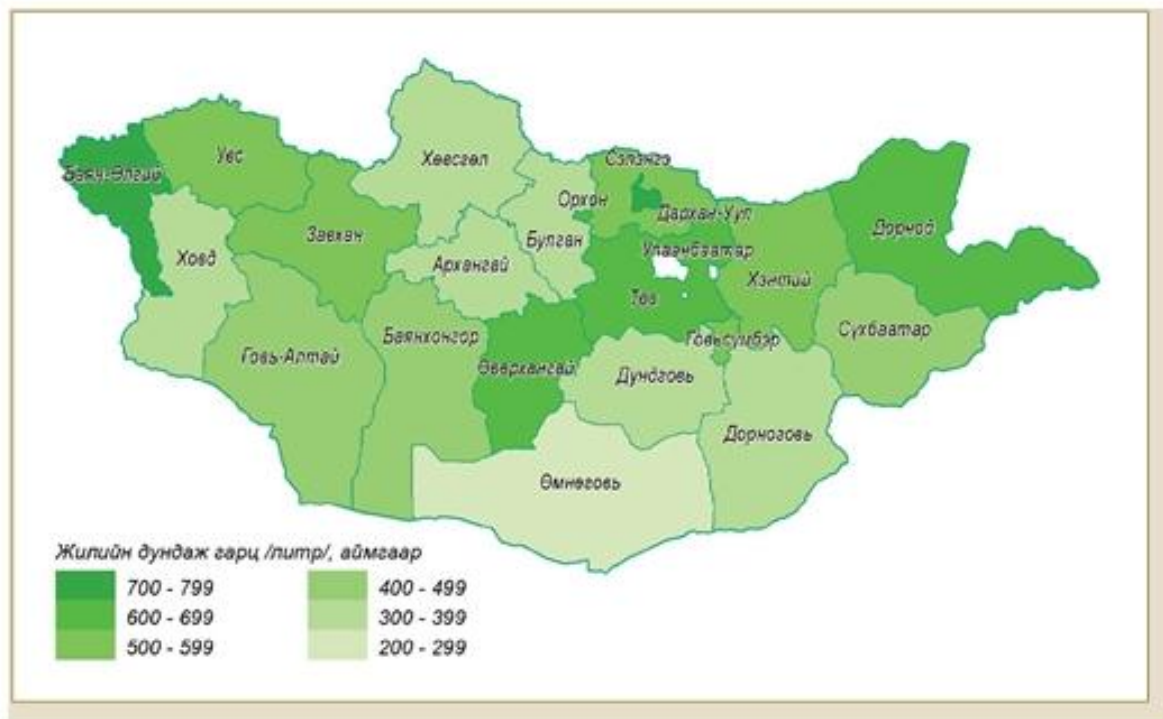 Увс
Хөвсгөл
Баян-Өлгий
Сэлэнгэ
Орхон
Дархан-Уул
Завхан
Булган
Улаанбаатар
Дорнод
Ховд
Архангай
Хэнтий
Төв
Баянхонгор
Говьсүмбэр
Сүхбаатар
Говь-Алтай
Өвөрхангай
Дундговь
Дорноговь
Өмнөговь
Жилийн дундаж гарц /литр/, аймгаар
700 - 799
600 - 699
500 - 599
400 - 499
300 - 399
200 - 299